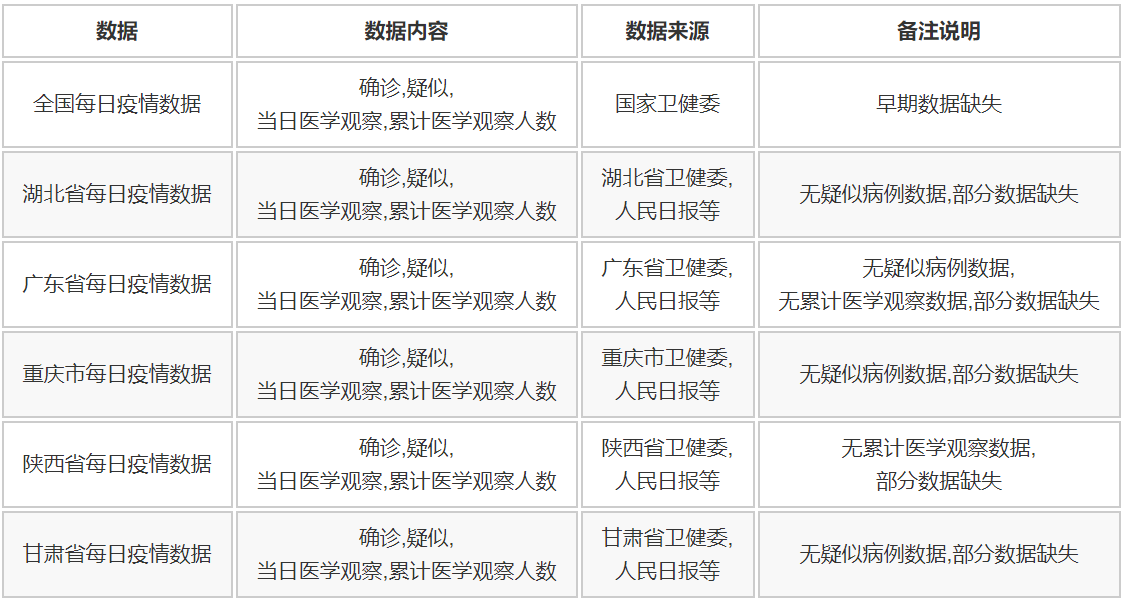 数据
数据内容
数据来源
备注说明
全国每日疫情数据
确诊,疑似,
当日医学观察,累计医学观察人数
国家卫健委
早期数据缺失
湖北省每日疫情数据
确诊,疑似,
当日医学观察,累计医学观察人数
湖北省卫健委,
人民日报等
无疑似病例数据,部分数据缺失
广东省每日疫情数据
确诊,疑似,
当日医学观察,累计医学观察人数
广东省卫健委,
人民日报等
无疑似病例数据,
无累计医学观察数据,部分数据缺失
重庆市每日疫情数据
确诊,疑似,
当日医学观察,累计医学观察人数
重庆市卫健委,
人民日报等
无疑似病例数据,部分数据缺失
陕西省每日疫情数据
确诊,疑似,
当日医学观察,累计医学观察人数
陕西省卫健委,
人民日报等
无累计医学观察数据,
部分数据缺失
甘肃省每日疫情数据
确诊,疑似,
当日医学观察,累计医学观察人数
甘肃省卫健委,
人民日报等
无疑似病例数据,部分数据缺失